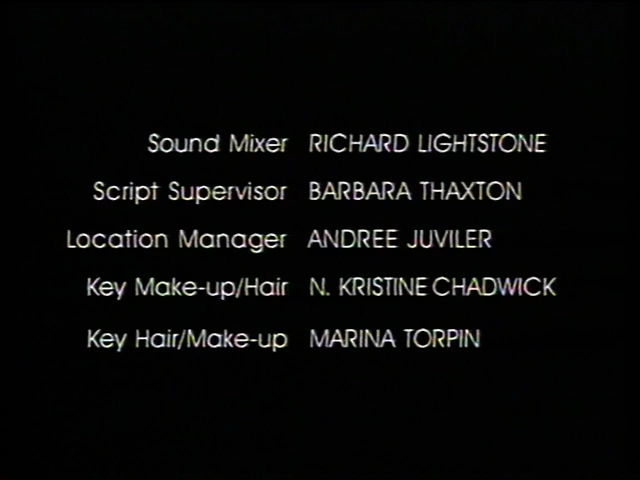 Sound Mixer RICHARD LIGHTSTONE
Script Supervisor BARBARA THAXTON
Location Manager ANDREE JUVILER
Key Make-up/Hair N. KRISTINE CHADWICK
Key Hair/Make-up MARINA TORPIN